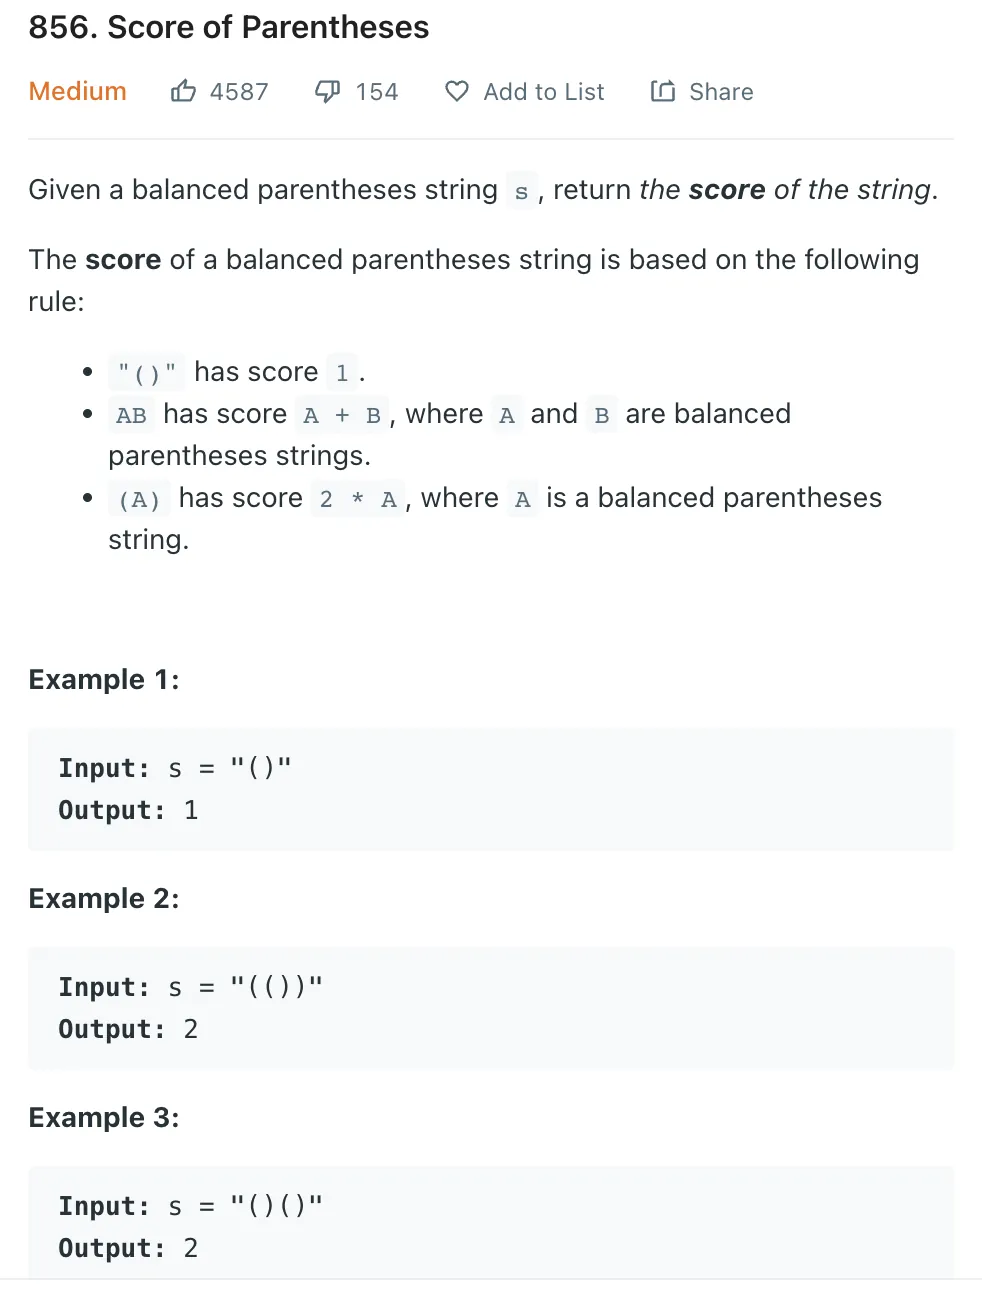 856. Score of Parentheses
Medium 4587 154 Add to List Share
Given a balanced parentheses string s, return the score of the string.
The score of a balanced parentheses string is based on the following
rule:
• "()" has score 1.
• AB has score A + B, where A and B are balanced
parentheses strings.
• (A) has score 2 * A, where A is a balanced parentheses
string.
Example 1:
Input: s = "()"
Output: 1
Example 2:
Input: s = "(())"
Output: 2
Example 3:
Input: s = "()()"
Output: 2